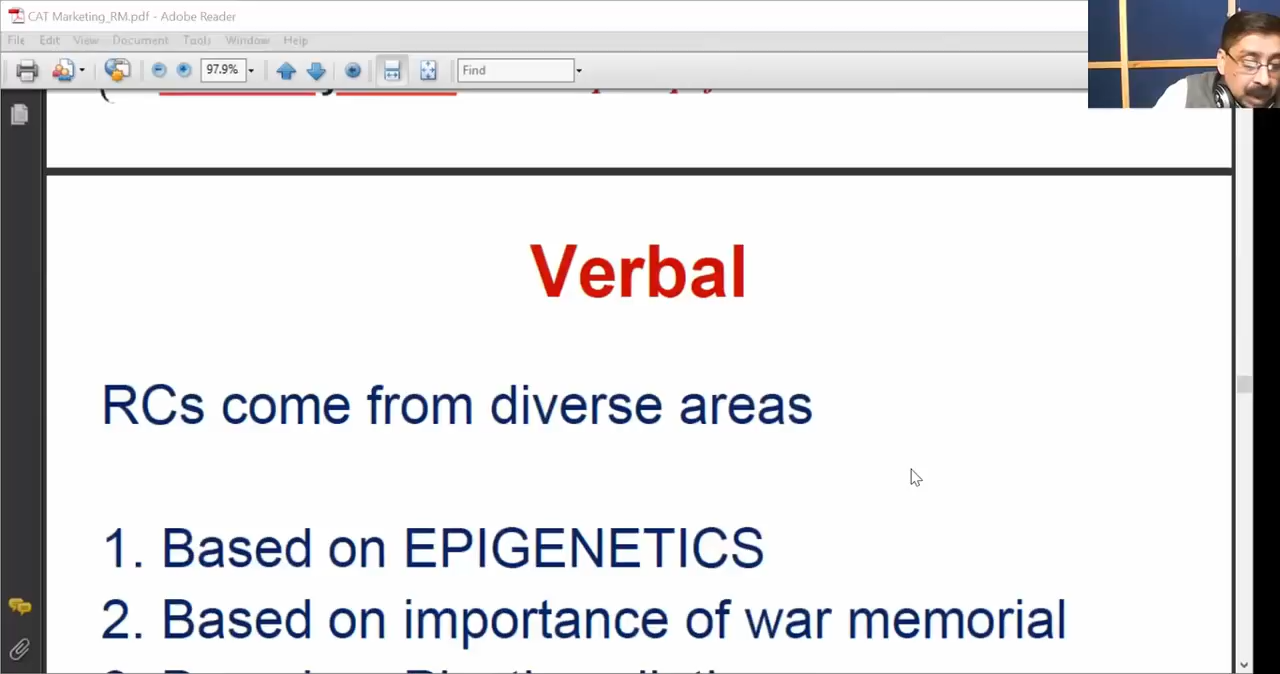 CAT Marketing_RM.pdf - Adobe Reader
File Edit View Document Tools Window Help
97.9% Find
Verbal
RCs come from diverse areas
1. Based on EPIGENETICS
2. Based on importance of war memorial